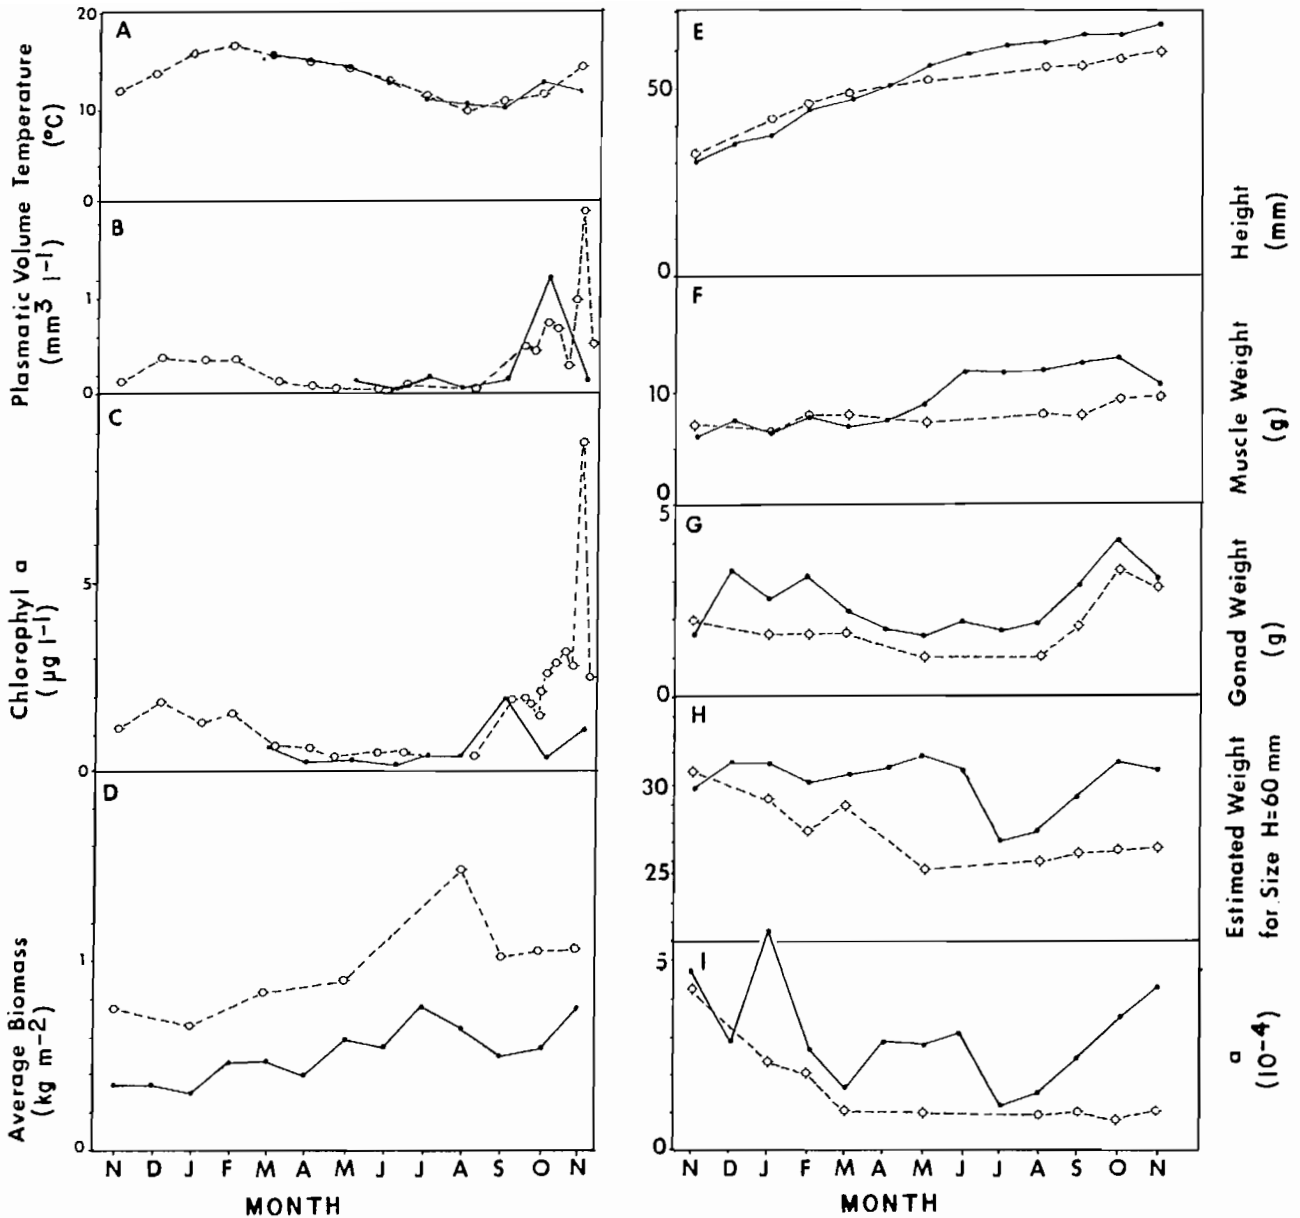 A
20
10
0
Temperature
(°C)
B
1
0
Plasmatic Volume
(mm3 l-1)
C
5
0
Chlorophyl a
(µg l-1)
D
1
0
Average Biomass
(kg m-2)
N D J F M A M J J A S O N
MONTH
E
50
0
Height
(mm)
F
10
0
Muscle Weight
(g)
G
5
0
Gonad Weight
(g)
H
30
25
Estimated Weight
for Size H=60 mm
I
5
0
a
(10-4)
N D J F M A M J J A S O N
MONTH